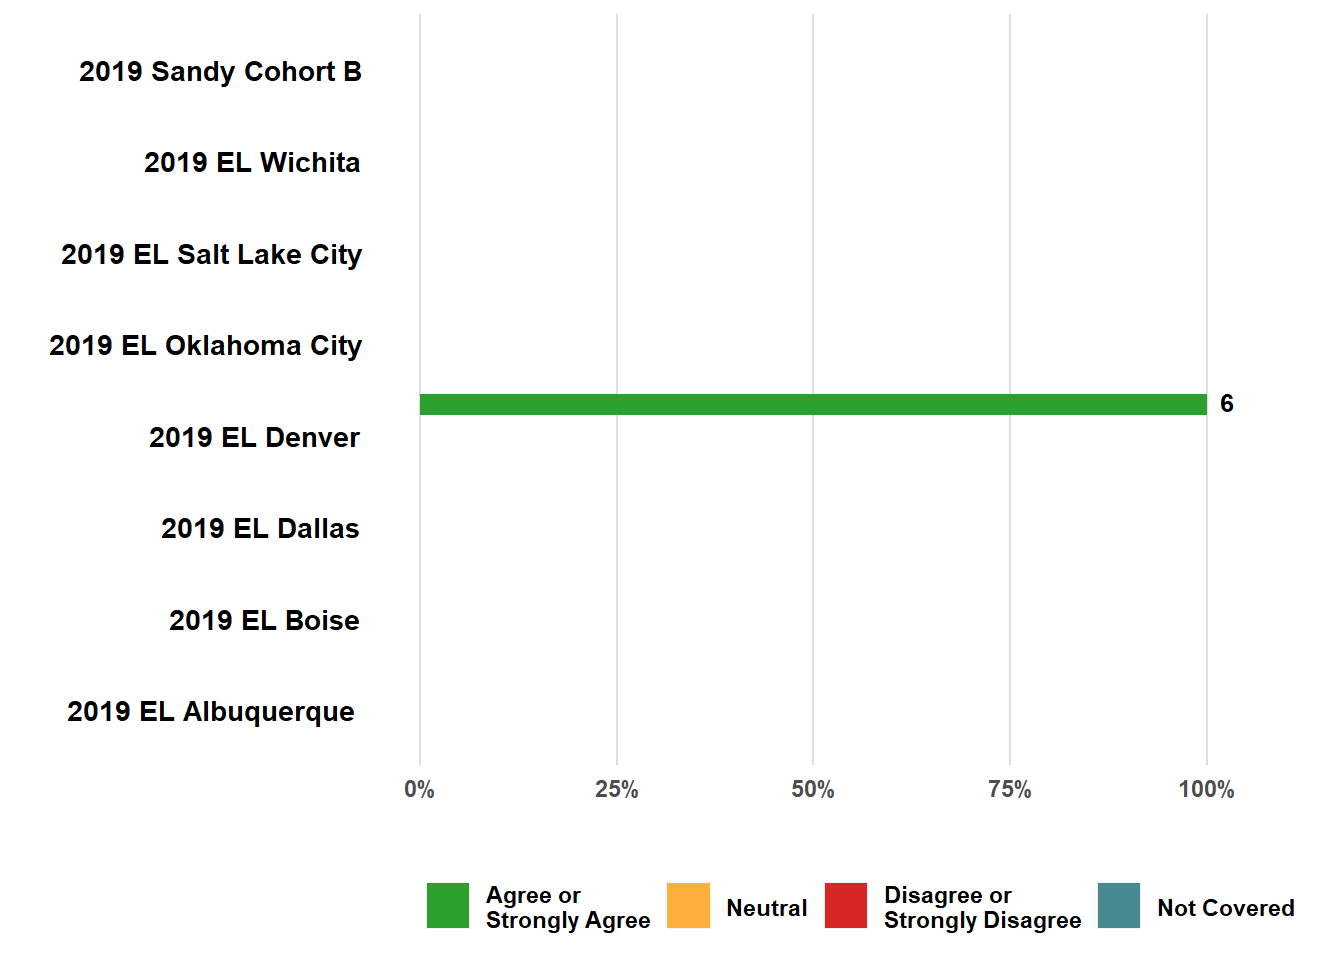 2019 Sandy Cohort B
2019 EL Wichita
2019 EL Salt Lake City
2019 EL Oklahoma City
6
2019 EL Denver
2019 EL Dallas
2019 EL Boise
2019 EL Albuquerque
0% 25% 50% 75% 100%
Agree or
Strongly Agree
Neutral
Disagree or
Strongly Disagree
Not Covered